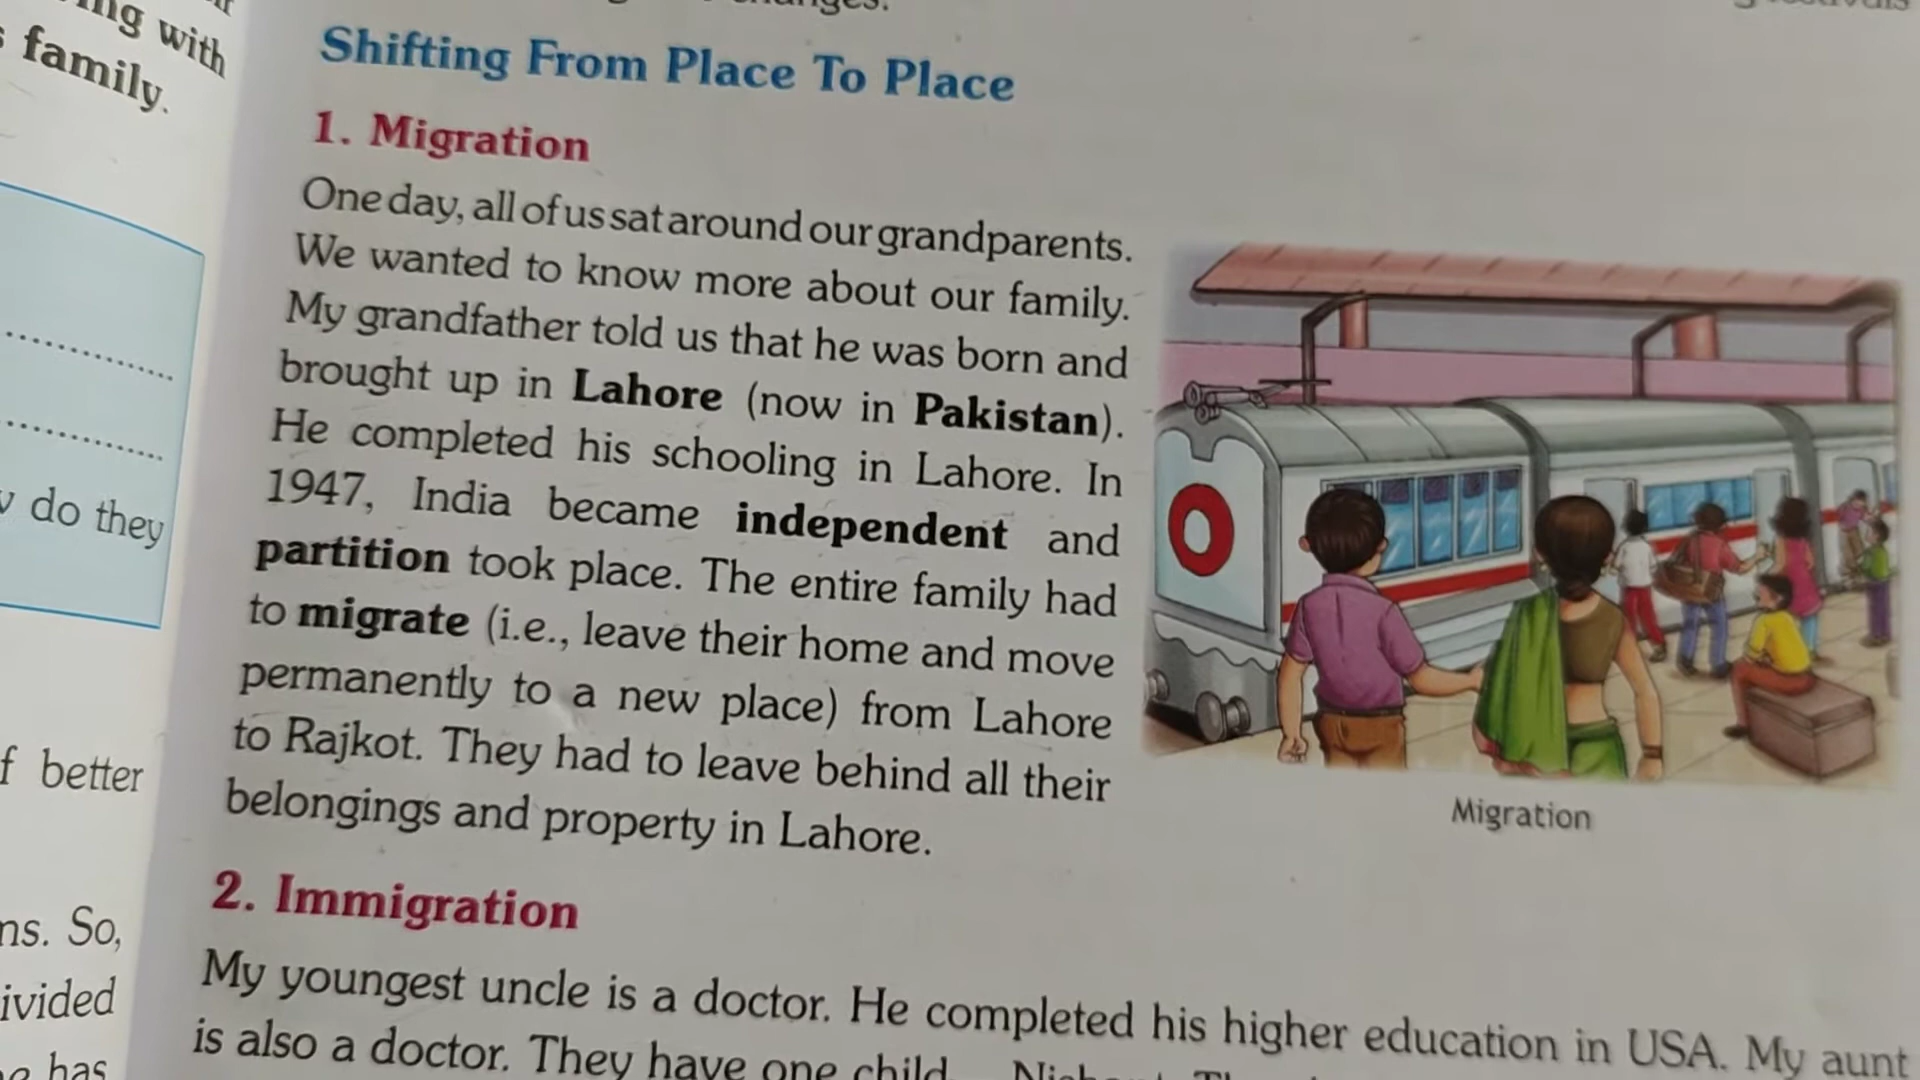 ing with
family.
do they
better
So,
ivided
has
changes.
Shifting From Place To Place
1. Migration
One day, all of us sat around our grandparents.
We wanted to know more about our family.
My grandfather told us that he was born and
brought up in Lahore (now in Pakistan).
He completed his schooling in Lahore. In
1947, India became independent and
partition took place. The entire family had
to migrate (i.e., leave their home and move
permanently to a new place) from Lahore
to Rajkot. They had to leave behind all their
belongings and property in Lahore.
Migration
2. Immigration
My youngest uncle is a doctor. He completed his higher education in USA. My aunt
is also a doctor. They have one child